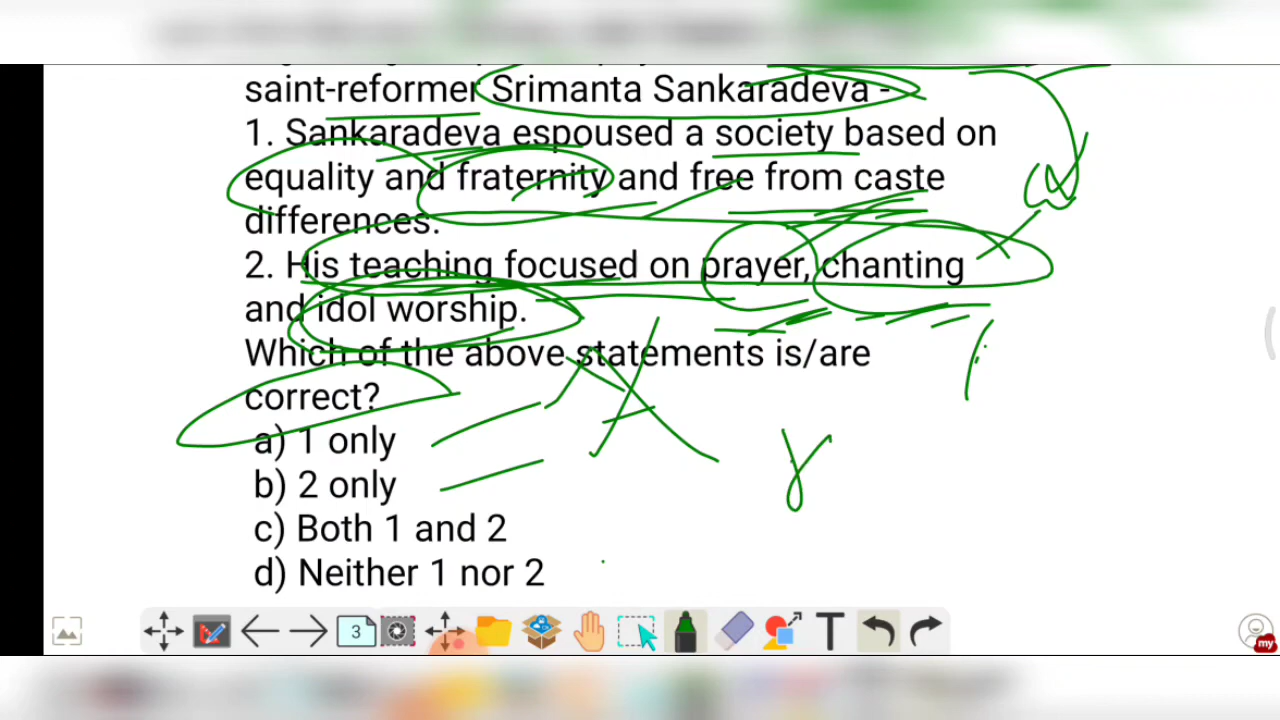 saint-reformer Srimanta Sankaradeva -
1. Sankaradeva espoused a society based on
equality and fraternity and free from caste
differences.
2. His teaching focused on prayer, chanting
and idol worship.
Which of the above statements is/are
correct?
a) 1 only
b) 2 only
c) Both 1 and 2
d) Neither 1 nor 2
3
T
my